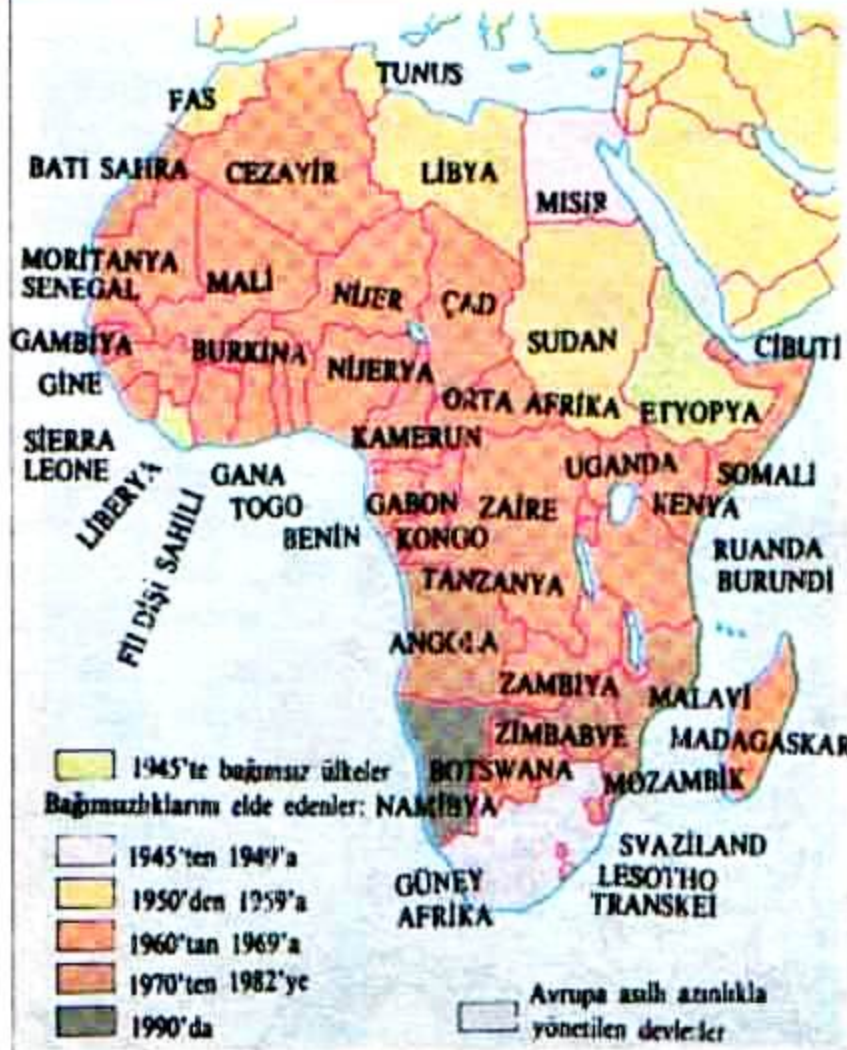 TUNUS
FAS
BATI SAHRA
CEZAYİR
LİBYA
MISIR
MORİTANYA
SENEGAL
MALİ
NİJER
ÇAD
SUDAN
CİBUTİ
GAMBİYA
BURKİNA
NİJERYA
GİNE
ORTA AFRİKA
ETYOPYA
SİERRA
LEONE
KAMERUN
UGANDA
SOMALİ
LİBERYA
GANA
TOGO
BENİN
FİLDİŞİ SAHİLİ
GABON
ZAİRE
KENYA
KONGO
RUANDA
BURUNDİ
TANZANYA
ANGOLA
ZAMBİYA
MALAVİ
ZİMBABVE
MADAGASKAR
BOTSWANA
MOZAMBİK
NAMİBYA
SVAZİLAND
LESOTHO
TRANSKEİ
GÜNEY
AFRİKA
1945'te bağımsız ülkeler
Bağımsızlıklarını elde edenler:
1945'ten 1949'a
1950'den 1959'a
1960'tan 1969'a
1970'ten 1982'ye
1990'da
Avrupa asıllı azınlıkla
yönetilen devletler